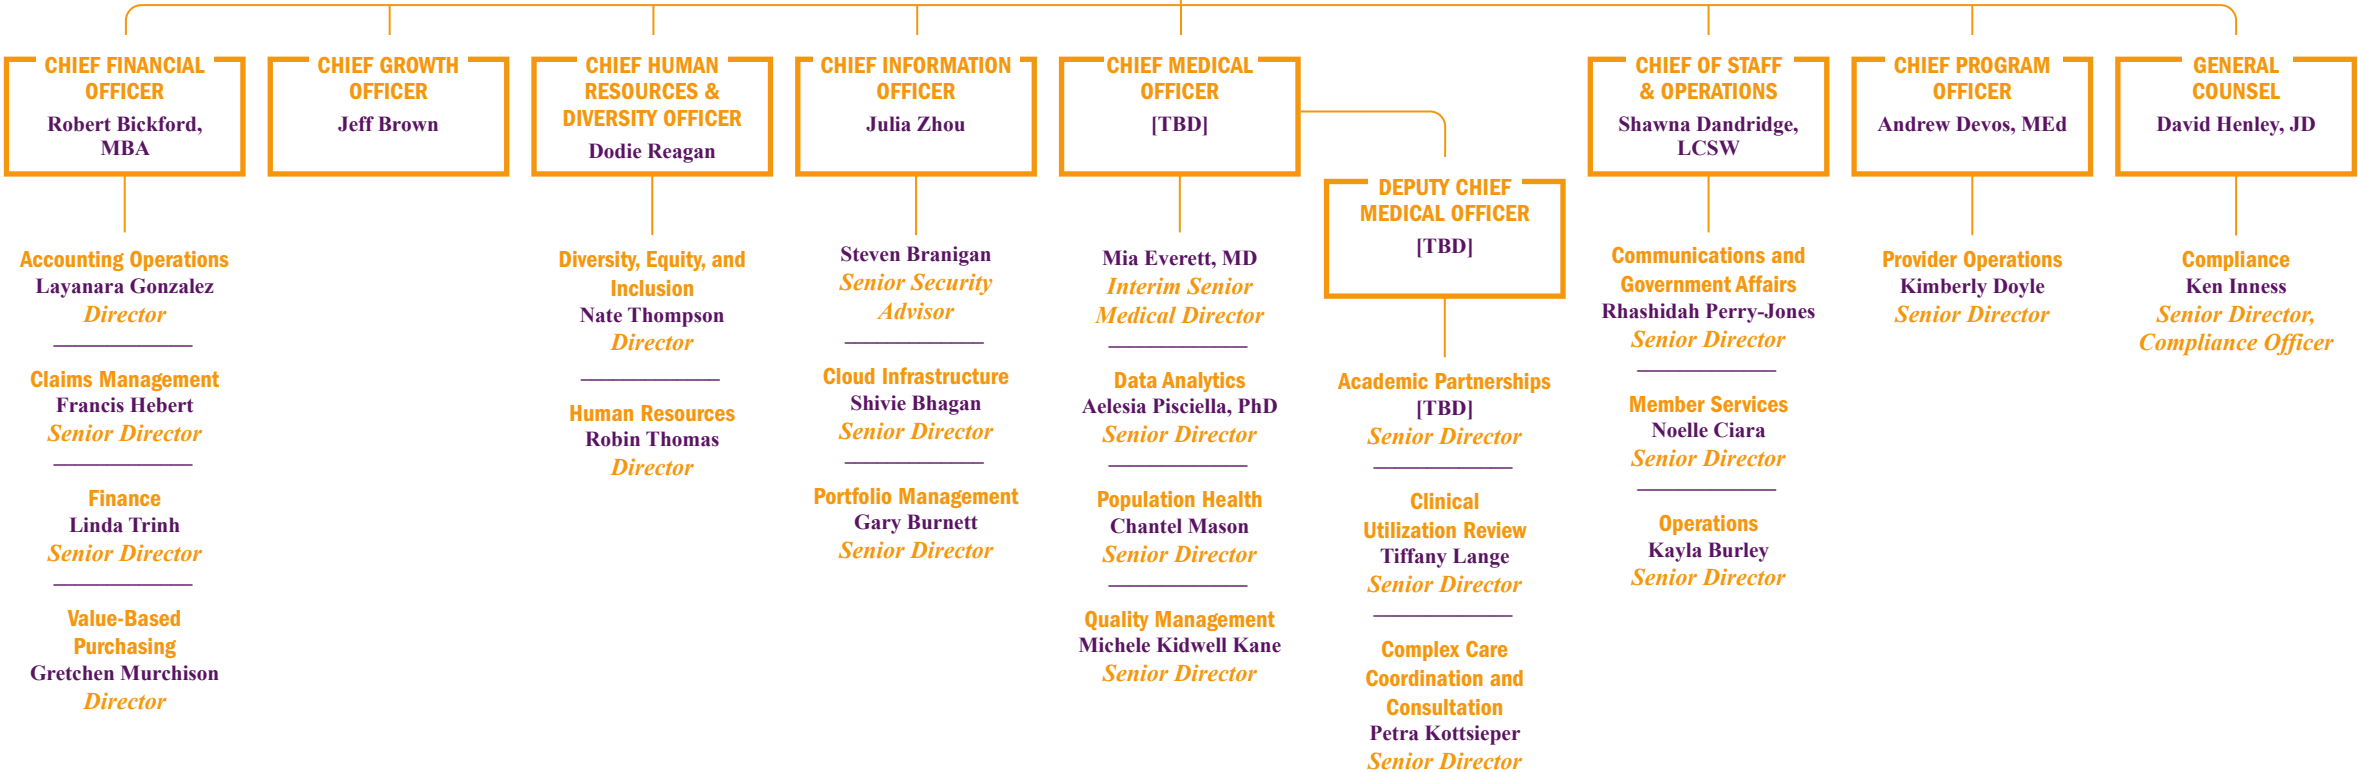 CHIEF FINANCIAL
OFFICER
Robert Bickford,
MBA
Accounting Operations
Layanara Gonzalez
Director
Claims Management
Francis Hebert
Senior Director
Finance
Linda Trinh
Senior Director
Value-Based
Purchasing
Gretchen Murchison
Director
CHIEF GROWTH
OFFICER
Jeff Brown
CHIEF HUMAN
RESOURCES &
DIVERSITY OFFICER
Dodie Reagan
Diversity, Equity, and
Inclusion
Nate Thompson
Director
Human Resources
Robin Thomas
Director
CHIEF INFORMATION
OFFICER
Julia Zhou
Steven Branigan
Senior Security
Advisor
Cloud Infrastructure
Shivie Bhagan
Senior Director
Portfolio Management
Gary Burnett
Senior Director
CHIEF MEDICAL
OFFICER
[TBD]
Mia Everett, MD
Interim Senior
Medical Director
Data Analytics
Aelesia Pisciella, PhD
Senior Director
Population Health
Chantel Mason
Senior Director
Quality Management
Michele Kidwell Kane
Senior Director
DEPUTY CHIEF
MEDICAL OFFICER
[TBD]
Academic Partnerships
[TBD]
Senior Director
Clinical
Utilization Review
Tiffany Lange
Senior Director
Complex Care
Coordination and
Consultation
Petra Kottsieper
Senior Director
CHIEF OF STAFF
& OPERATIONS
Shawna Dandridge,
LCSW
Communications and
Government Affairs
Rhashidah Perry-Jones
Senior Director
Member Services
Noelle Ciara
Senior Director
Operations
Kayla Burley
Senior Director
CHIEF PROGRAM
OFFICER
Andrew Devos, MEd
Provider Operations
Kimberly Doyle
Senior Director
GENERAL
COUNSEL
David Henley, JD
Compliance
Ken Inness
Senior Director,
Compliance Officer